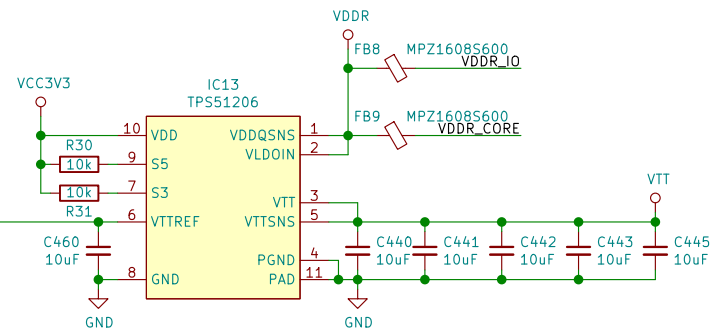 VDDR
FB8 MPZ1608S600
VDDR_IO
VCC3V3
IC13
TPS51206
FB9 MPZ1608S600
VDDR_CORE
10 VDD VDDQSNS 1
R30
VLDOIN 2
10k 9 S5
VTT
10k 7 S3
VTT 3
R31
6 VTTREF VTTSNS 5
C460
10uF
C440
10uF
C441
10uF
C442
10uF
C443
10uF
C445
10uF
PGND 4
8 GND PAD 11
GND
GND